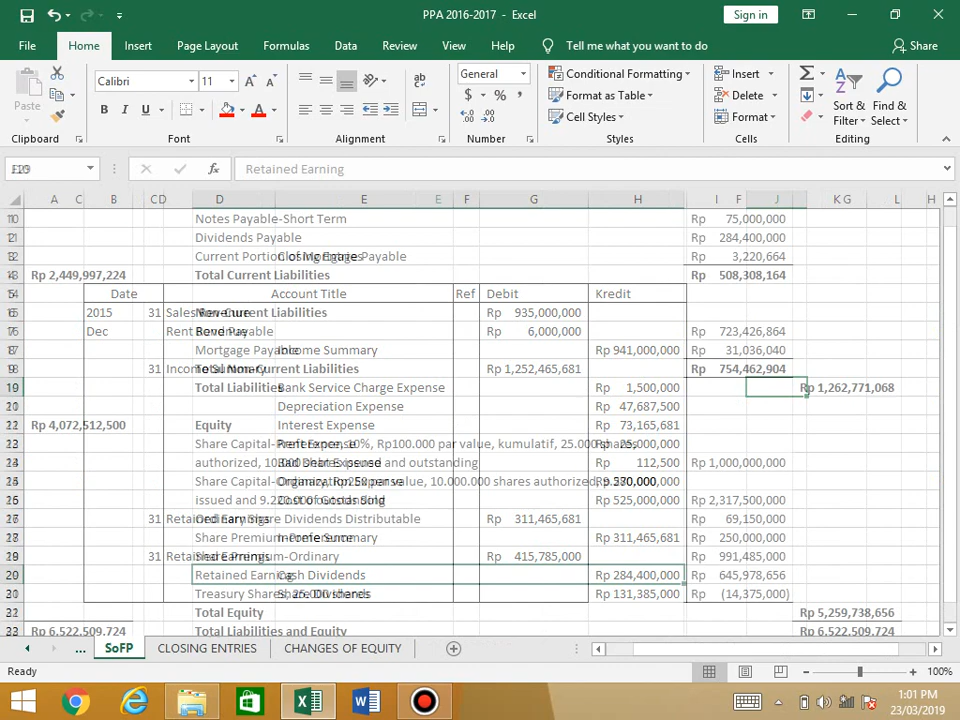 PPA 2016-2017 - Excel
Sign in
File Home Insert Page Layout Formulas Data Review View Help Tell me what you want to do Share
Calibri 11 General Conditional Formatting Insert
Paste Format as Table Delete Sort & Find &
B I U $ % , Cell Styles Format Filter Select
Clipboard Font Alignment Number Styles Cells Editing
fx Retained Earning
A C B D E E F G H I F J K G L H
Notes Payable-Short Term Rp 75,000,000
Dividends Payable Rp 284,400,000
Current Portion of Mortgage Payable Closing Entries Rp 3,220,664
Rp 2,449,997,224 Total Current Liabilities Rp 508,308,164
Date Account Title Ref Debit Kredit
2015 31 Sales Revenue Non-Current Liabilities Rp 935,000,000
Dec Rent Revenue Bond Payable Rp 6,000,000 Rp 723,426,864
Mortgage Payable Income Summary Rp 941,000,000 Rp 31,036,040
31 Income Summary Total Non-Current Liabilities Rp 1,252,465,681 Rp 754,462,904
19 Total Liabilities Bank Service Charge Expense Rp 1,500,000 Rp 1,262,771,068
Depreciation Expense Rp 47,687,500
Rp 4,072,512,500 Equity Interest Expense Rp 73,165,681
Share Capital-Preference, 10%, Rp100.000 par value, kumulatif, 25.000 shares
authorized, 10.000 shares issued and outstanding Bad Debt Expense Rp 112,500 Rp 1,000,000,000
Share Capital-Ordinary, par value, 10.000.000 shares authorized,
issued and outstanding Cost of Goods Sold Rp 525,000,000 Rp 2,317,500,000
31 Retained Earnings Ordinary Share Dividends Distributable Rp 311,465,681 Rp 69,150,000
Share Premium-Preference Income Summary Rp 311,465,681 Rp 250,000,000
31 Retained Earnings Share Premium-Ordinary Rp 415,785,000 Rp 991,485,000
Retained Earning Cash Dividends Rp 284,400,000 Rp 645,978,656
Treasury Shares, 25.000 shares Share Dividends Rp 131,385,000 Rp (14,375,000)
Total Equity Rp 5,259,738,656
Rp 6,522,509,724 Total Liabilities and Equity Rp 6,522,509,724
... SoFP CLOSING ENTRIES CHANGES OF EQUITY
Ready 100%
1:01 PM
23/03/2019